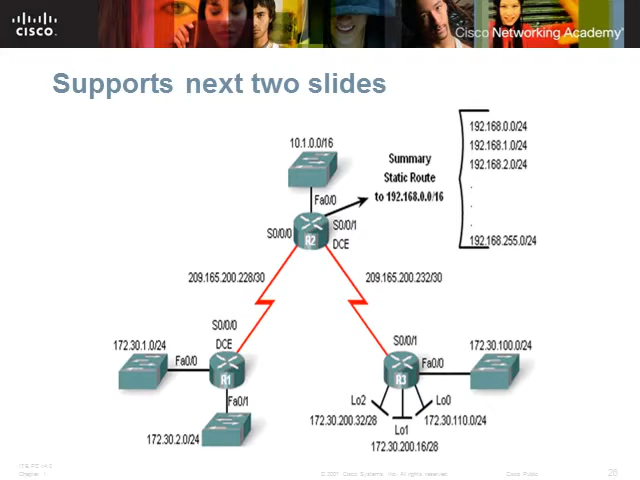 CISCO
Cisco Networking Academy
Supports next two slides
10.1.0.0/16
Summary
Static Route
to 192.168.0.0/16
192.168.0.0/24
192.168.1.0/24
192.168.2.0/24
.
.
.
192.168.255.0/24
Fa0/0
S0/0/0
R2
S0/0/1
DCE
209.165.200.228/30
209.165.200.232/30
S0/0/0
DCE
172.30.1.0/24
Fa0/0
R1
Fa0/1
172.30.2.0/24
S0/0/1
172.30.100.0/24
Fa0/0
R3
Lo2
Lo0
172.30.200.32/28
Lo1
172.30.110.0/24
172.30.200.16/28
ITE PC v4.0
Chapter 1
© 2007 Cisco Systems, Inc. All rights reserved.
Cisco Public
26